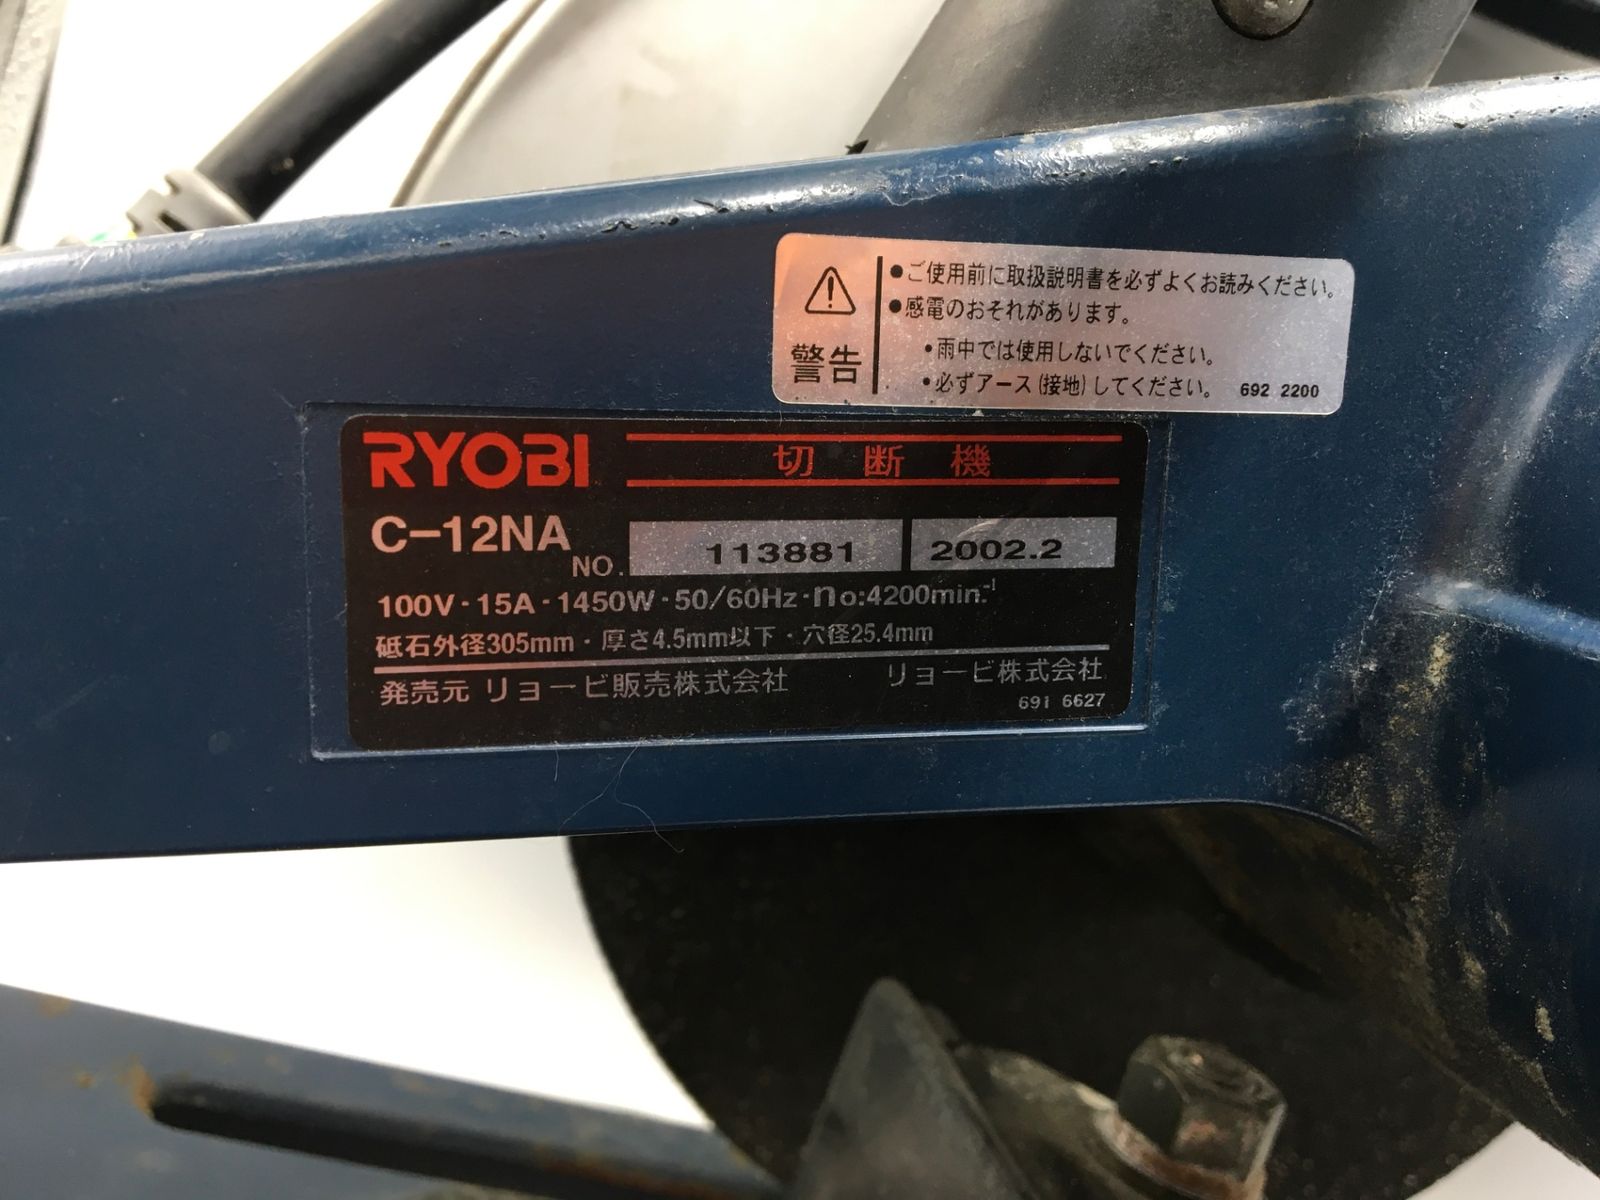 警告
●ご使用前に取扱説明書を必ずよくお読みください。
●感電のおそれがあります。
•雨中では使用しないでください。
•必ずアース(接地)してください。 692 2200
RYOBI 切断機
C-12NA NO. 113881 2002.2
100V·15A·1450W·50/60Hz·no:4200min.⁻¹
砥石外径305mm·厚さ4.5mm以下·穴径25.4mm
発売元 リョービ販売株式会社 リョービ株式会社
691 6627